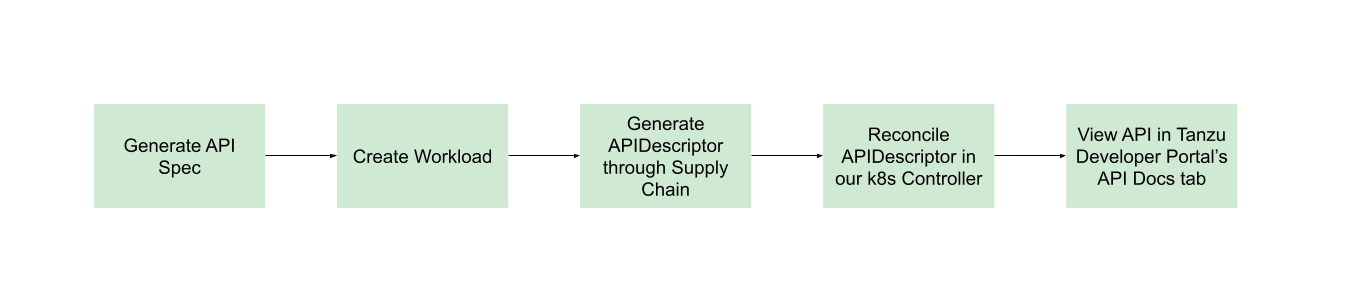 Generate API
Spec
Create Workload
Generate
APIDescriptor
through Supply
Chain
Reconcile
APIDescriptor in
our k8s Controller
View API in Tanzu
Developer Portal’s
API Docs tab